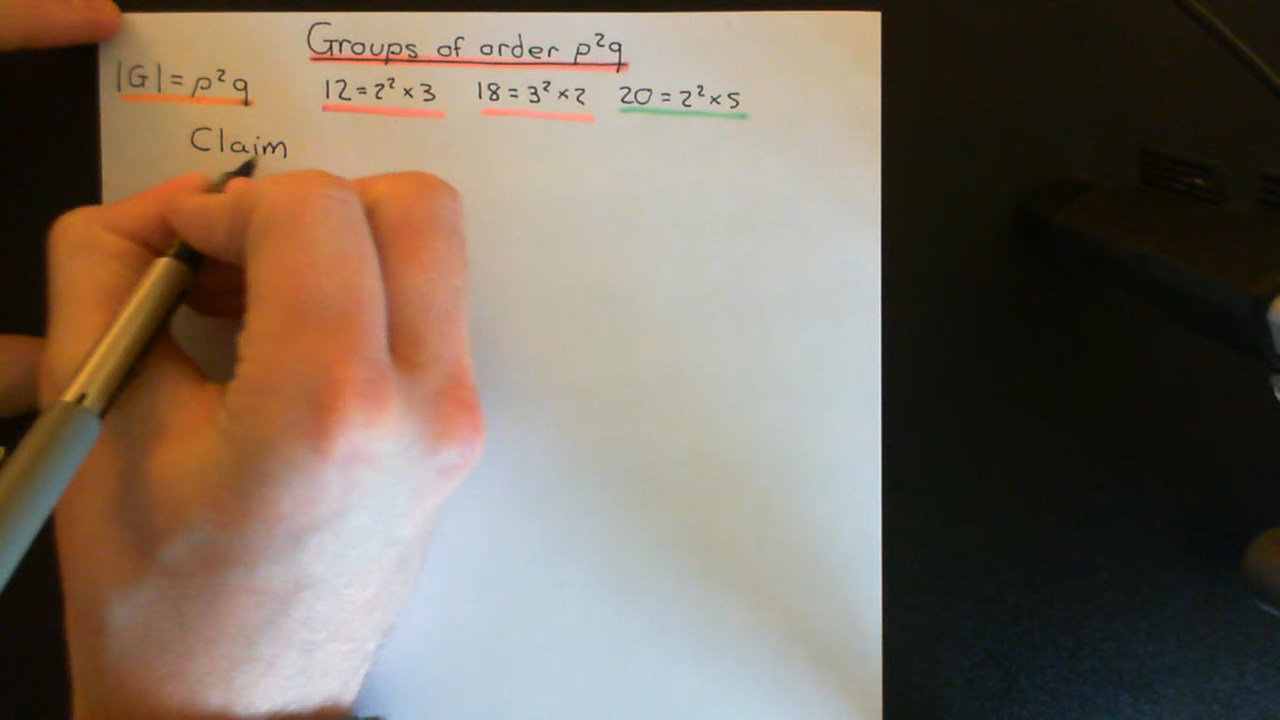 Groups of order p²q
|G| = p²q 12 = 2² × 3 18 = 3² × 2 20 = 2² × 5
Claim